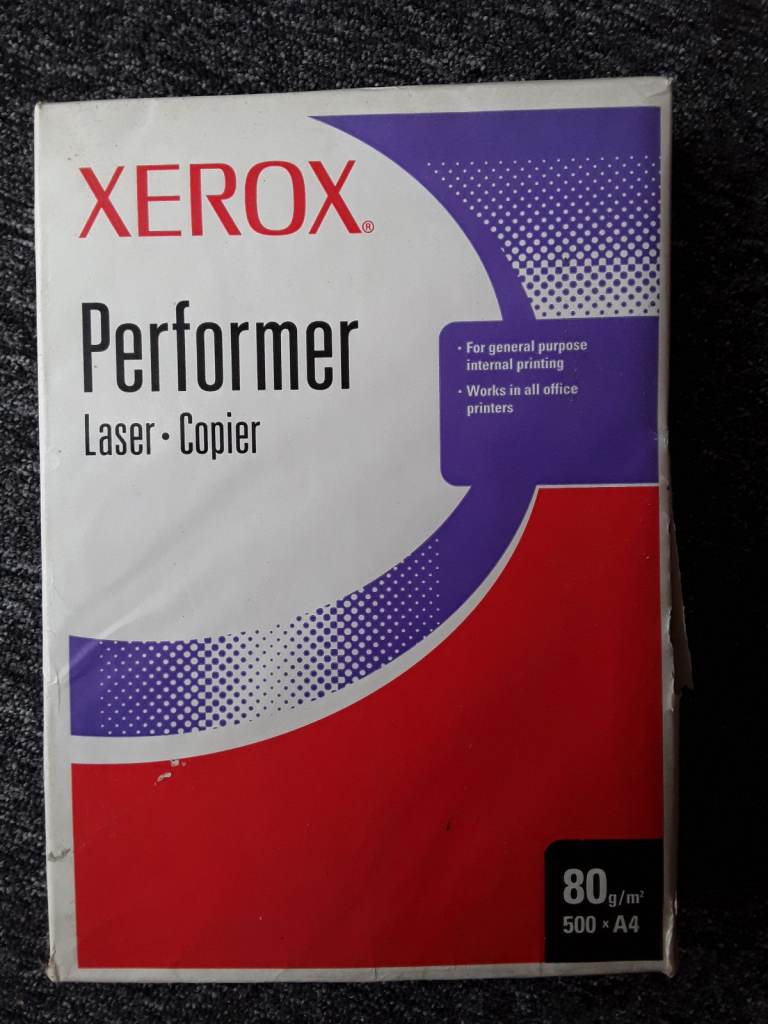 XEROX®
Performer
Laser • Copier
• For general purpose
internal printing
• Works in all office
printers
80g/m²
500 x A4